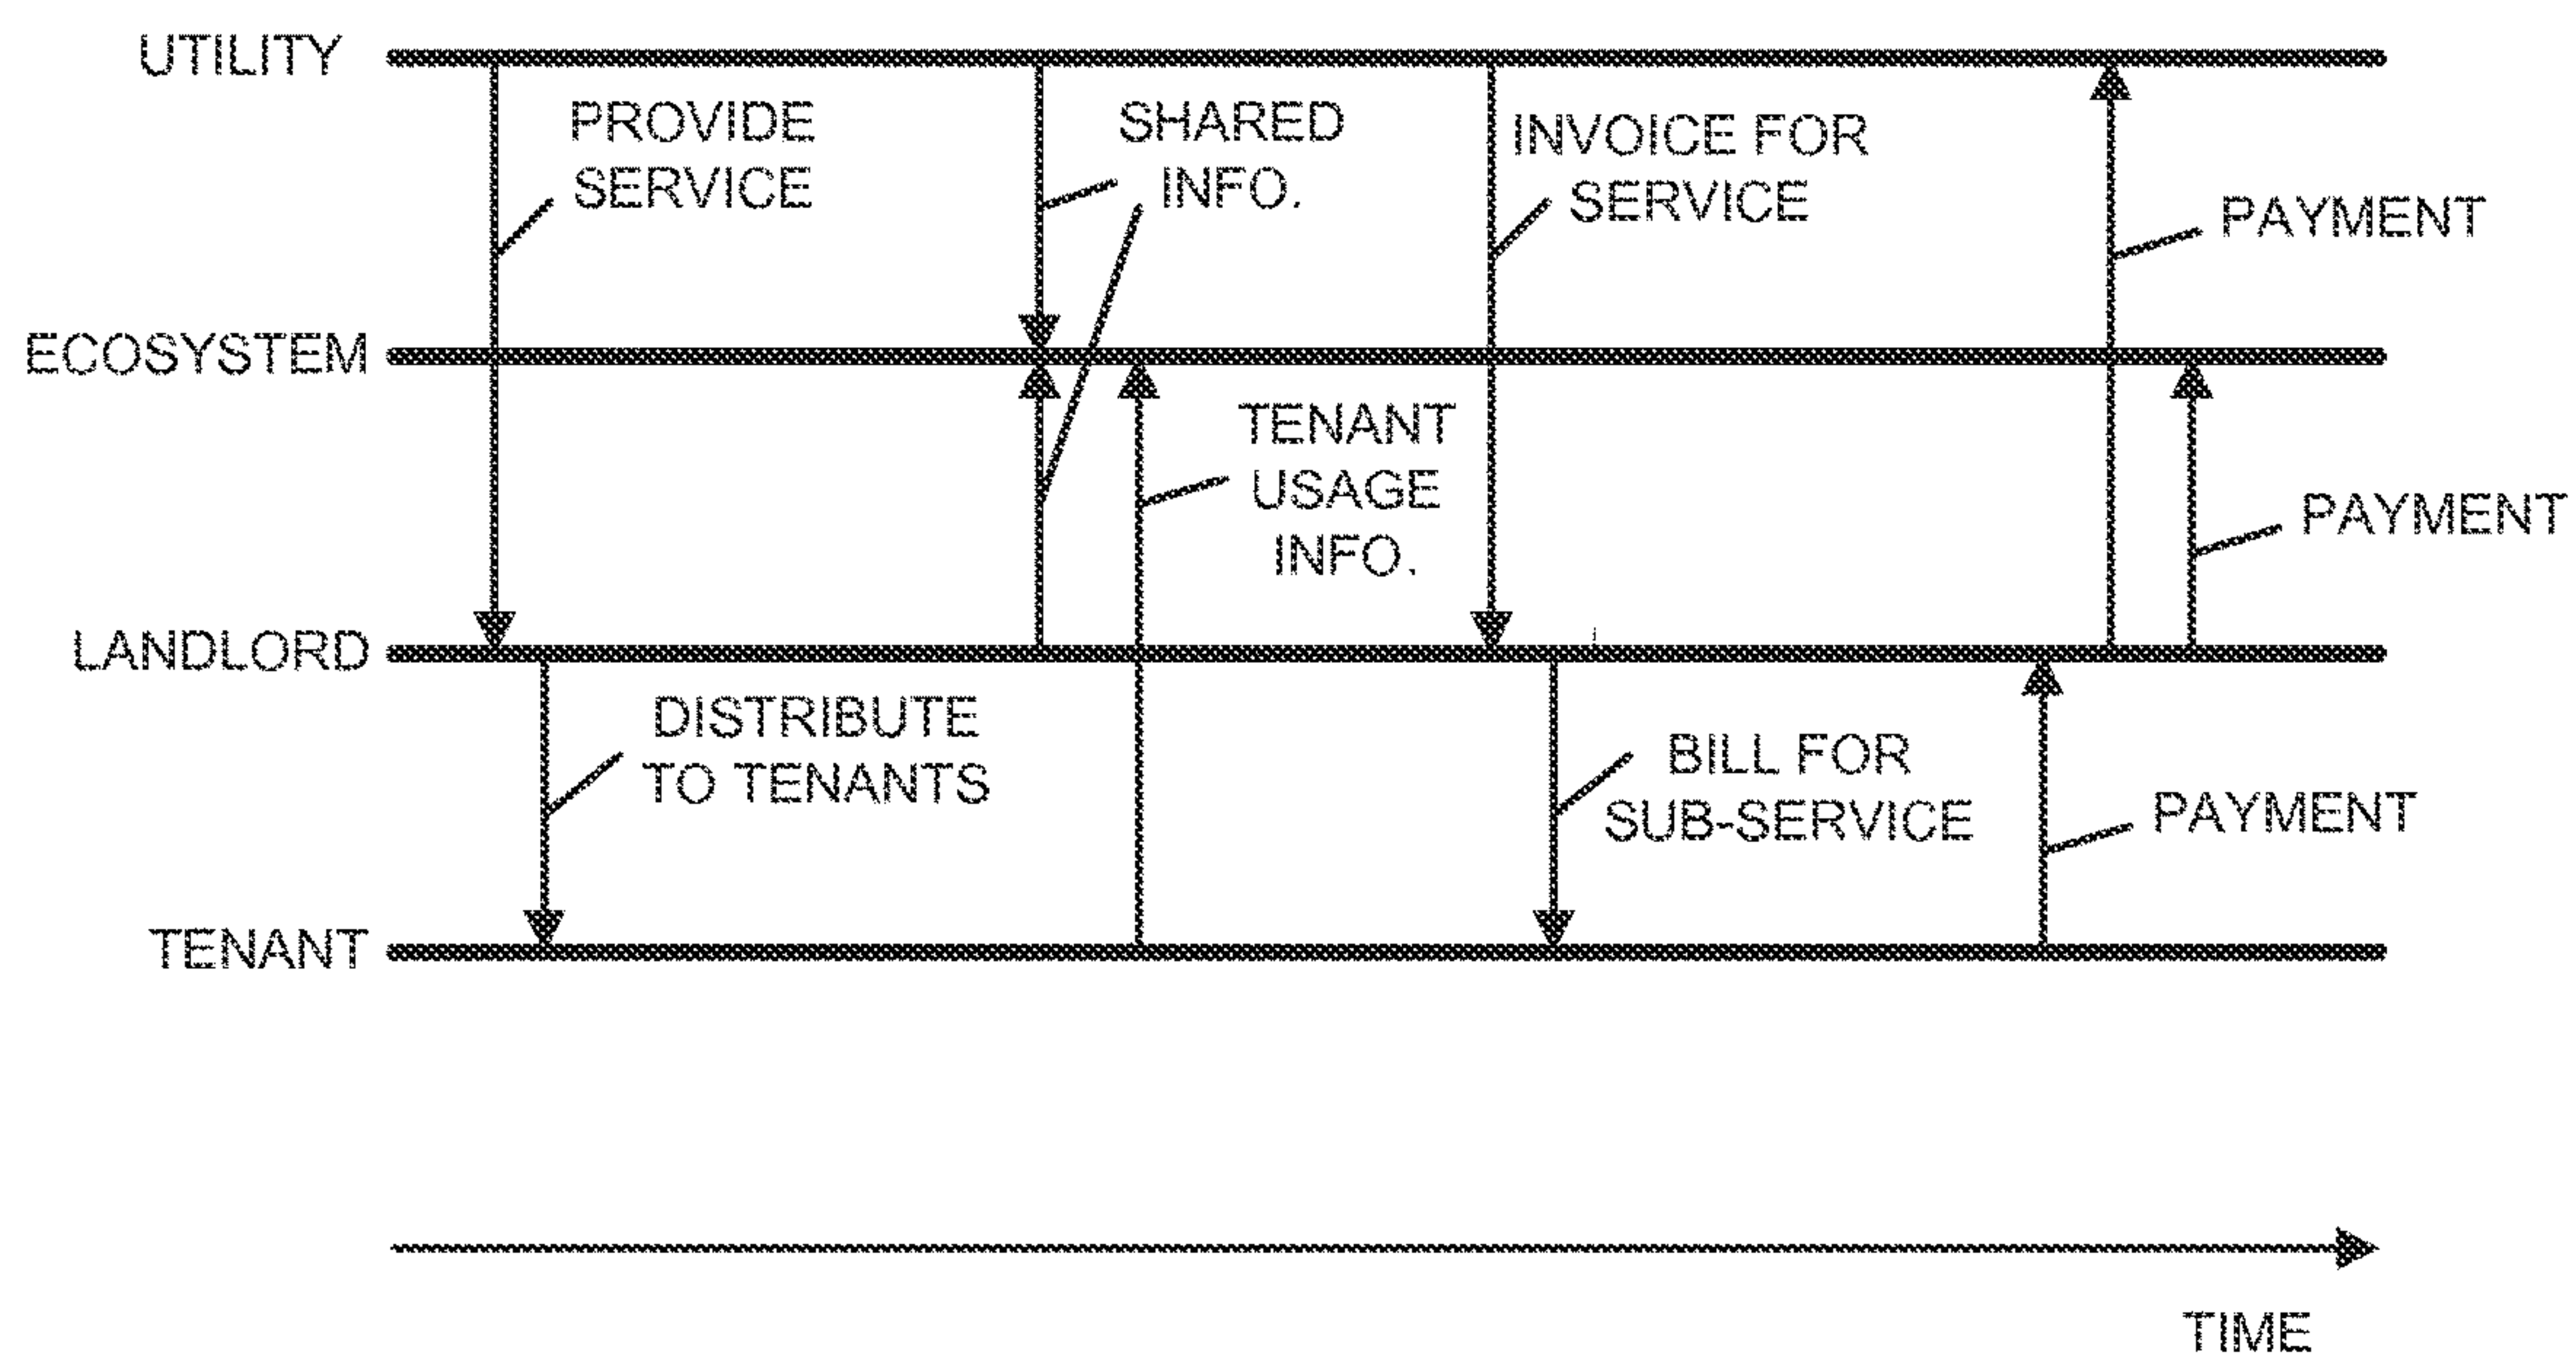 UTILITY
PROVIDE
SERVICE
SHARED
INFO.
INVOICE FOR
SERVICE
PAYMENT
ECOSYSTEM
TENANT
USAGE
INFO.
PAYMENT
LANDLORD
DISTRIBUTE
TO TENANTS
BILL FOR
SUB-SERVICE
PAYMENT
TENANT
TIME